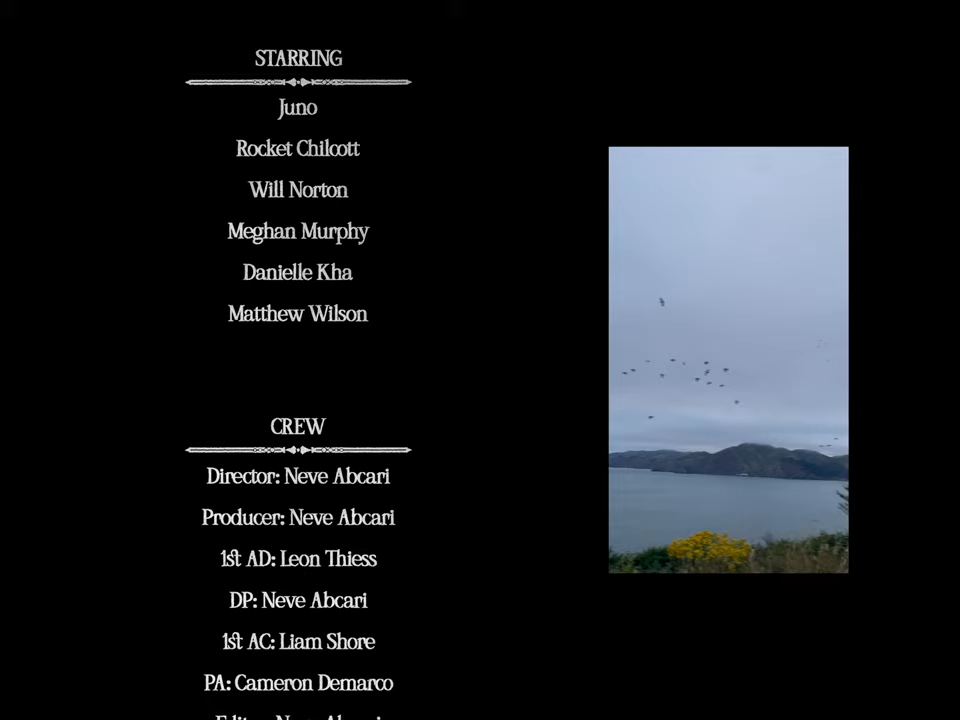 STARRING
Juno
Rocket Chilcott
Will Norton
Meghan Murphy
Danielle Kha
Matthew Wilson
CREW
Director: Neve Abcari
Producer: Neve Abcari
1st AD: Leon Thiess
DP: Neve Abcari
1st AC: Liam Shore
PA: Cameron Demarco